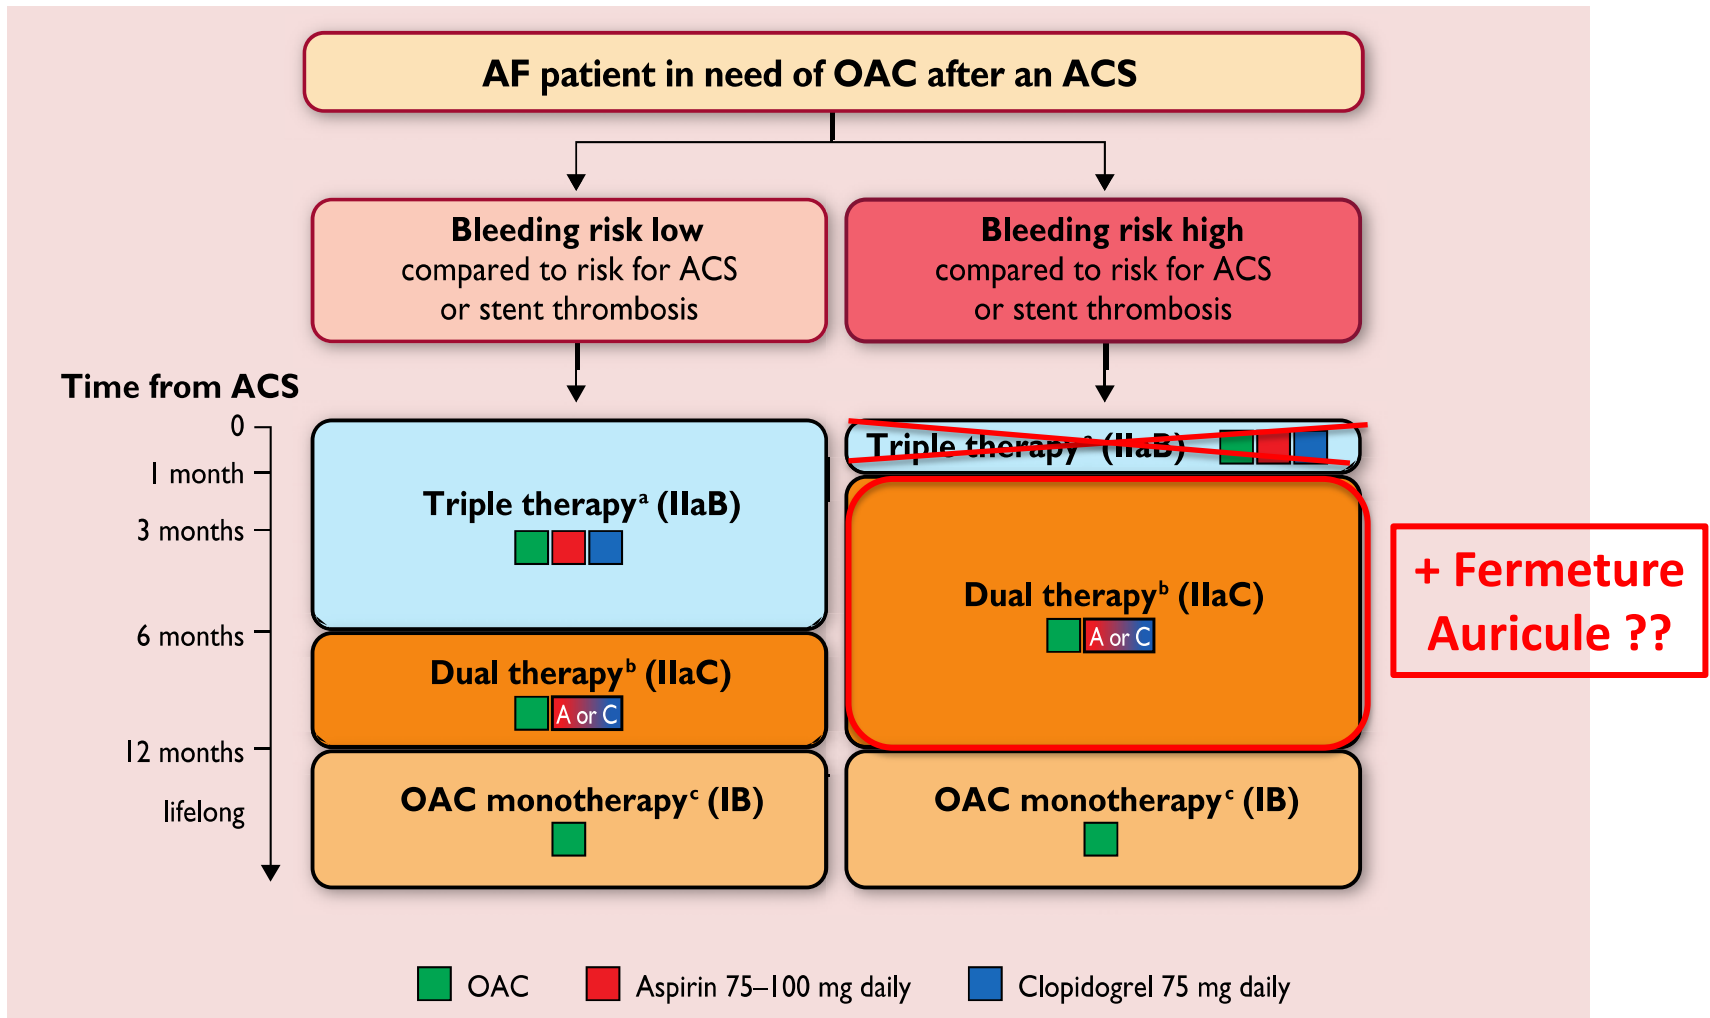 AF patient in need of OAC after an ACS
Bleeding risk low
compared to risk for ACS
or stent thrombosis
Bleeding risk high
compared to risk for ACS
or stent thrombosis
Time from ACS
0
1 month
3 months
6 months
12 months
lifelong
Triple therapyᵃ (IIaB)
Dual therapyᵇ (IIaC)
A or C
OAC monotherapyᶜ (IB)
Triple therapyᵃ (IIaB)
Dual therapyᵇ (IIaC)
A or C
OAC monotherapyᶜ (IB)
+ Fermeture
Auricule ??
OAC
Aspirin 75–100 mg daily
Clopidogrel 75 mg daily